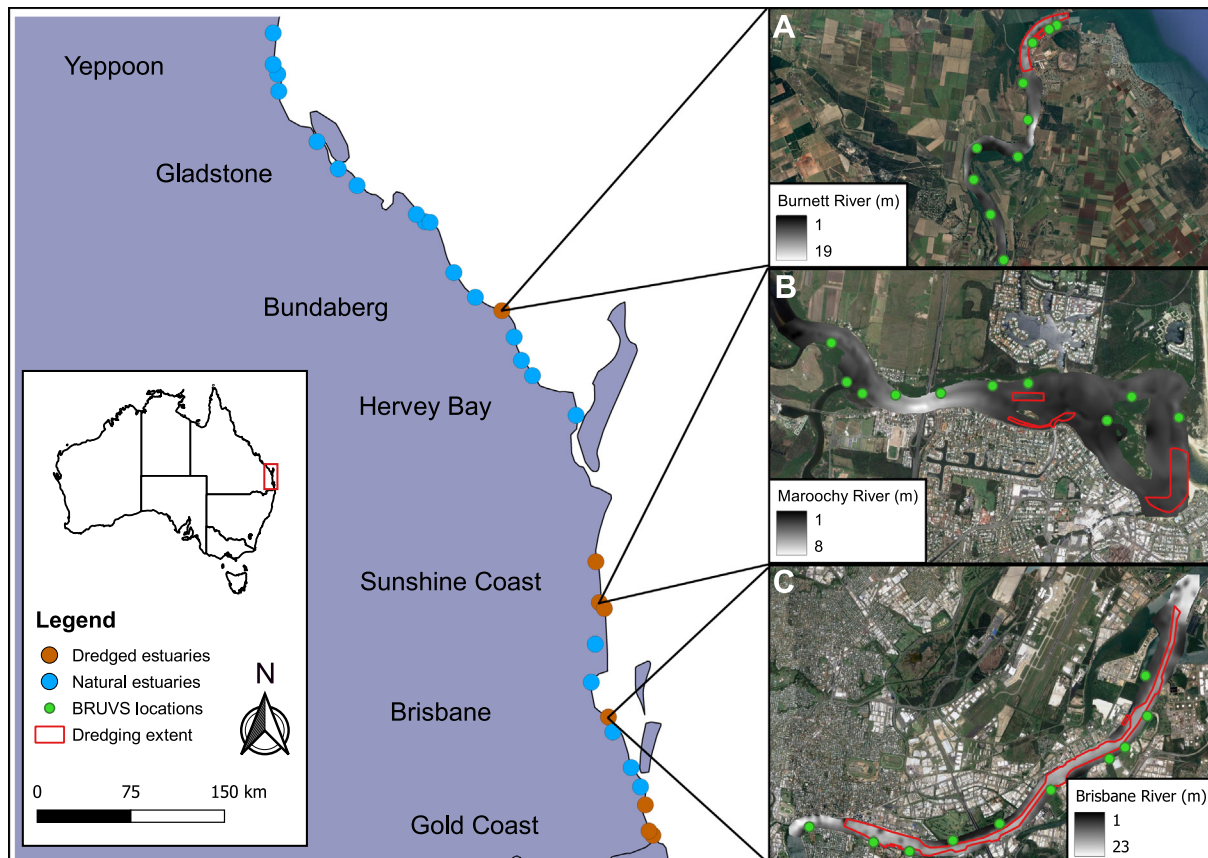 Yeppoon
Gladstone
Bundaberg
Hervey Bay
Sunshine Coast
Brisbane
Gold Coast
Legend
Dredged estuaries
Natural estuaries
BRUVS locations
Dredging extent
N
0 75 150 km
A
Burnett River (m)
1
19
B
Maroochy River (m)
1
8
C
Brisbane River (m)
1
23